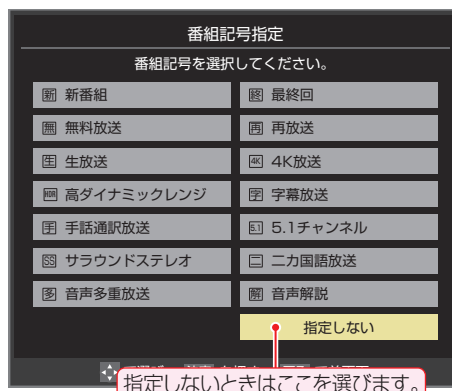 番組記号指定
番組記号を選択してください。
新 新番組
終 最終回
無 無料放送
再 再放送
生 生放送
4K 4K放送
HDR 高ダイナミックレンジ
字 字幕放送
手 手話通訳放送
5.1 5.1チャンネル
SS サラウンドステレオ
二 二カ国語放送
多 音声多重放送
解 音声解説
指定しない
指定しないときはここを選びます。